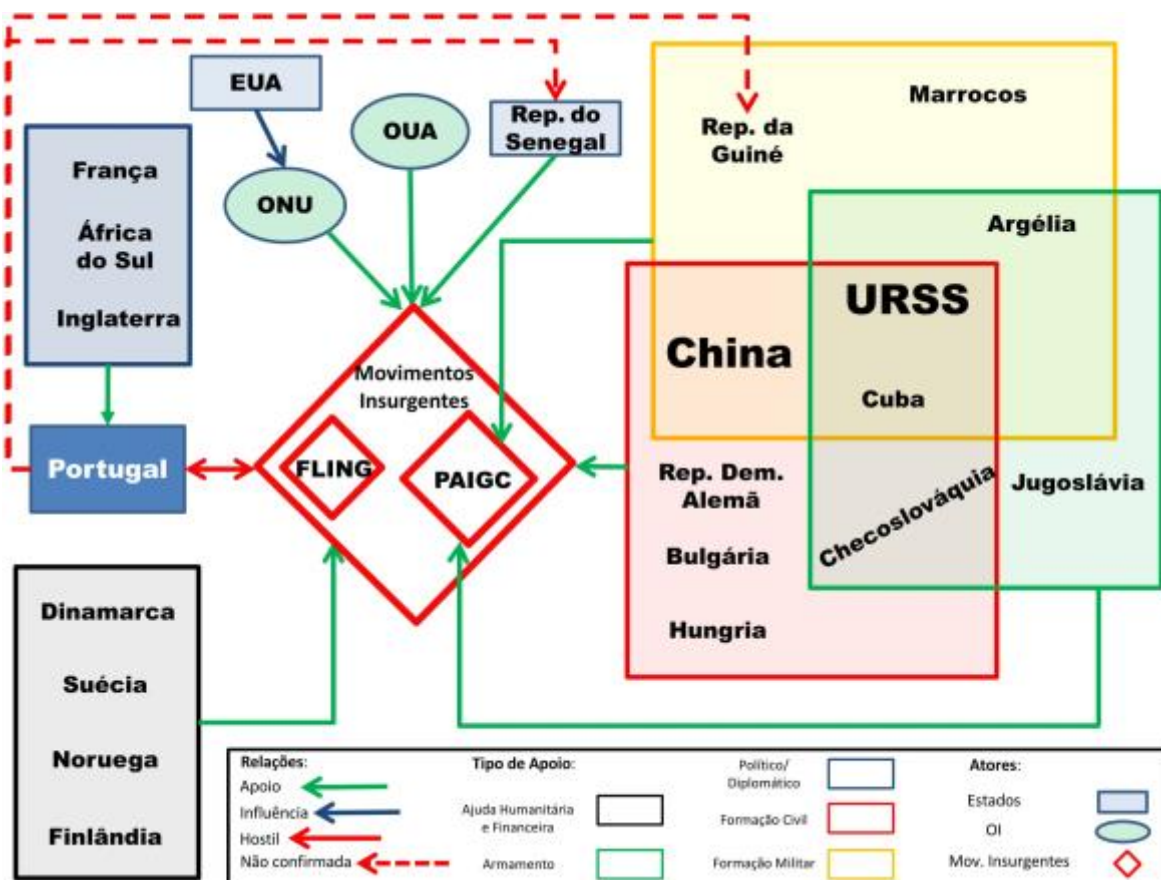 EUA
OUA
Rep. do
Senegal
ONU
França
África
do Sul
Inglaterra
Portugal
Marrocos
Rep. da
Guiné
Argélia
URSS
China
Cuba
Movimentos
Insurgentes
FLING
PAIGC
Rep. Dem.
Alemã
Bulgária
Hungria
Checoslováquia
Jugoslávia
Dinamarca
Suécia
Noruega
Finlândia
Relações:
Apoio
Influência
Hostil
Não confirmada
Tipo de Apoio:
Ajuda Humanitária
e Financeira
Armamento
Político/
Diplomático
Formação Civil
Formação Militar
Atores:
Estados
OI
Mov. Insurgentes